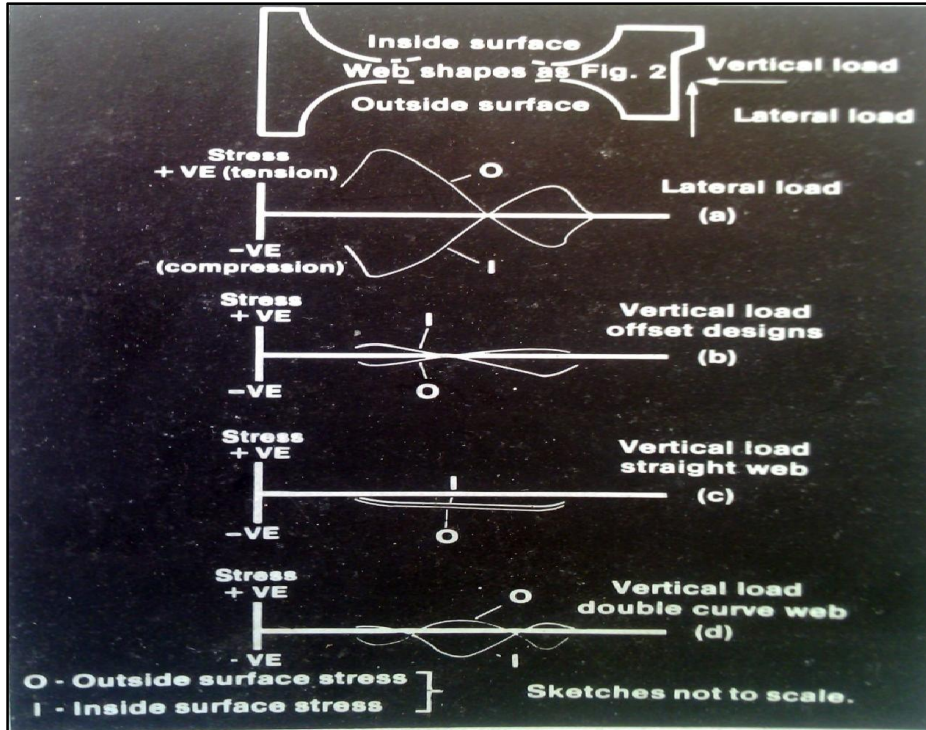 Inside surface
Web shapes as Fig. 2
Outside surface
Vertical load
Lateral load
Stress
+ VE (tension)
O
Lateral load
(a)
–VE
(compression)
I
Stress
+ VE
I
Vertical load
offset designs
(b)
–VE
O
Stress
+ VE
Vertical load
straight web
I
(c)
–VE
O
Stress
+ VE
O
Vertical load
double curve web
(d)
- VE
I
O - Outside surface stress
I - Inside surface stress
Sketches not to scale.